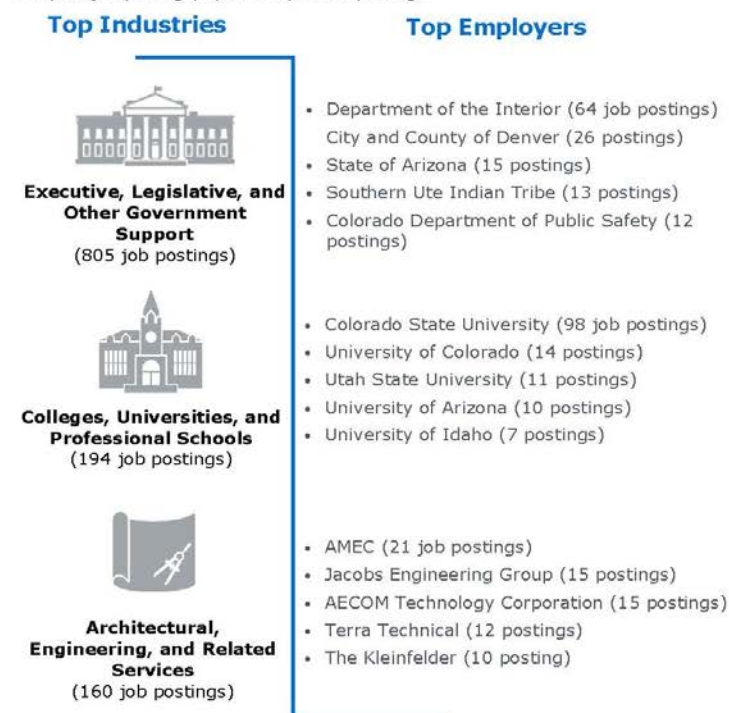 Top Industries
Top Employers
Executive, Legislative, and
Other Government
Support
(805 job postings)
• Department of the Interior (64 job postings)
City and County of Denver (26 postings)
• State of Arizona (15 postings)
• Southern Ute Indian Tribe (13 postings)
• Colorado Department of Public Safety (12
postings)
Colleges, Universities, and
Professional Schools
(194 job postings)
• Colorado State University (98 job postings)
• University of Colorado (14 postings)
• Utah State University (11 postings)
• University of Arizona (10 postings)
• University of Idaho (7 postings)
Architectural,
Engineering, and Related
Services
(160 job postings)
• AMEC (21 job postings)
• Jacobs Engineering Group (15 postings)
• AECOM Technology Corporation (15 postings)
• Terra Technical (12 postings)
• The Kleinfelder (10 posting)